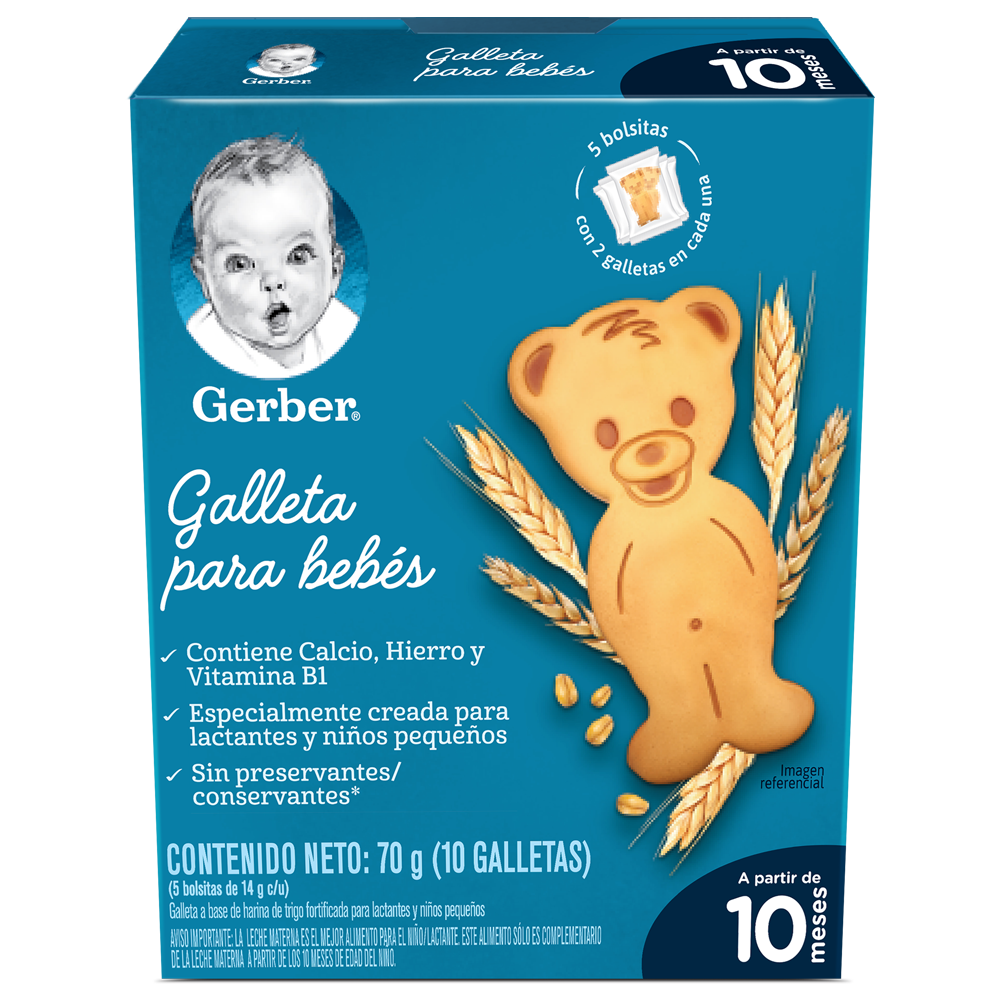 Gerber
Galleta
para bebés
A partir de
10 meses
5 bolsitas
con 2 galletas en cada una
Gerber®
Galleta
para bebés
✓ Contiene Calcio, Hierro y
Vitamina B1
✓ Especialmente creada para
lactantes y niños pequeños
✓ Sin preservantes/
conservantes*
Imagen
referencial
CONTENIDO NETO: 70 g (10 GALLETAS)
(5 bolsitas de 14 g c/u)
Galleta a base de harina de trigo fortificada para lactantes y niños pequeños
AVISO IMPORTANTE: LA LECHE MATERNA ES EL MEJOR ALIMENTO PARA EL NIÑO/LACTANTE. ESTE ALIMENTO SÓLO ES COMPLEMENTARIO
DE LA LECHE MATERNA A PARTIR DE LOS 10 MESES DE EDAD DEL NIÑO.
A partir de
10 meses